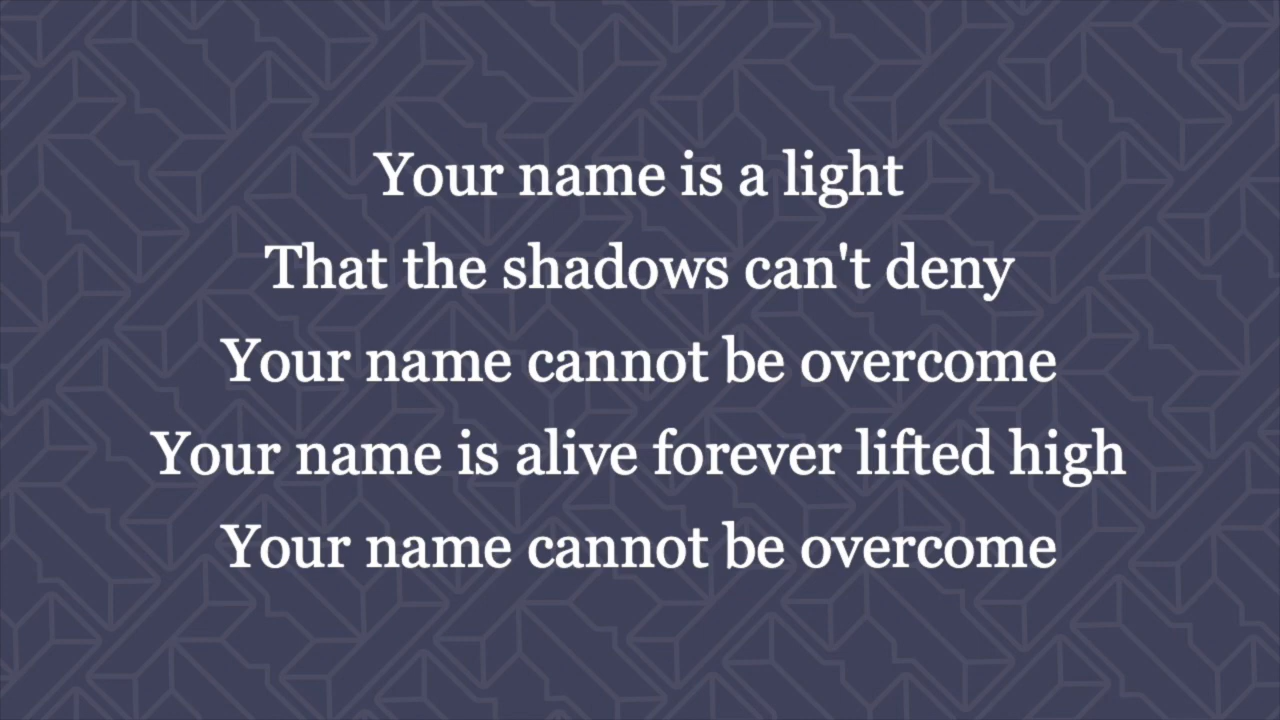 Your name is a light
That the shadows can't deny
Your name cannot be overcome
Your name is alive forever lifted high
Your name cannot be overcome